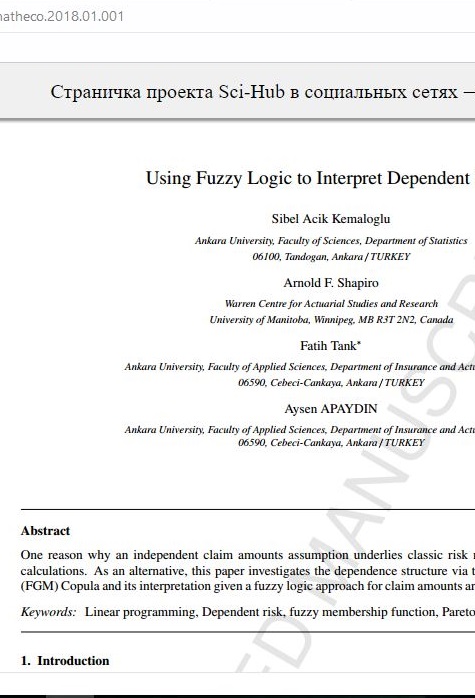 natheco.2018.01.001
Страничка проекта Sci-Hub в социальных сетях —
Using Fuzzy Logic to Interpret Dependent
Sibel Acik Kemaloglu
Ankara University, Faculty of Sciences, Department of Statistics
06100, Tandogan, Ankara / TURKEY
Arnold F. Shapiro
Warren Centre for Actuarial Studies and Research
University of Manitoba, Winnipeg, MB R3T 2N2, Canada
Fatih Tank*
Ankara University, Faculty of Applied Sciences, Department of Insurance and Actu
06590, Cebeci-Cankaya, Ankara / TURKEY
Aysen APAYDIN
Ankara University, Faculty of Applied Sciences, Department of Insurance and Actu
06590, Cebeci-Cankaya, Ankara / TURKEY
Abstract
One reason why an independent claim amounts assumption underlies classic risk
calculations. As an alternative, this paper investigates the dependence structure via t
(FGM) Copula and its interpretation given a fuzzy logic approach for claim amounts
Keywords: Linear programming, Dependent risk, fuzzy membership function, Pareto
1. Introduction
ED MANUSCR